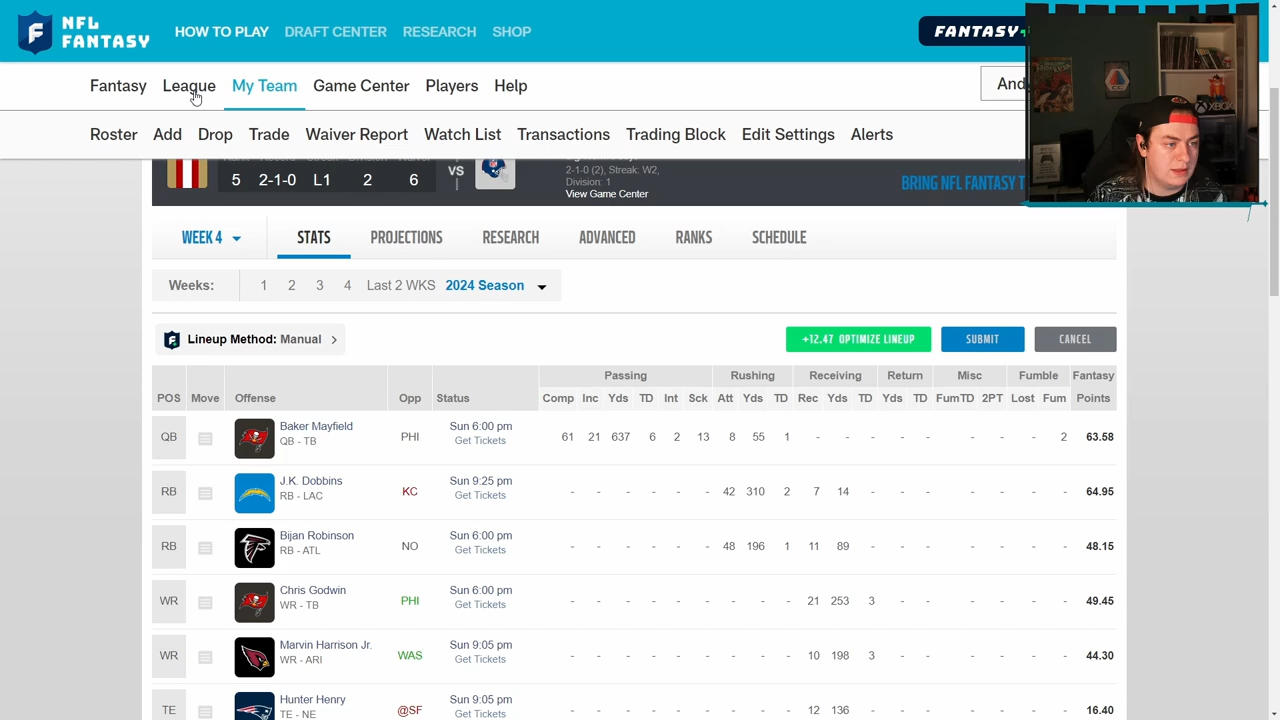 NFL FANTASY HOW TO PLAY DRAFT CENTER RESEARCH SHOP FANTASY+
Fantasy League My Team Game Center Players Help And
Roster Add Drop Trade Waiver Report Watch List Transactions Trading Block Edit Settings Alerts
5 2-1-0 L1 2 6 VS
2-1-0 (2), Streak: W2,
Division: 1
View Game Center
BRING NFL FANTASY T
WEEK 4 STATS PROJECTIONS RESEARCH ADVANCED RANKS SCHEDULE
Weeks: 1 2 3 4 Last 2 WKS 2024 Season
Lineup Method: Manual +12.47 OPTIMIZE LINEUP SUBMIT CANCEL
Passing Rushing Receiving Return Misc Fumble Fantasy
POS Move Offense Opp Status Comp Inc Yds TD Int Sck Att Yds TD Rec Yds TD Yds TD FumTD 2PT Lost Fum Points
QB Baker Mayfield QB - TB PHI Sun 6:00 pm Get Tickets 61 21 637 6 2 13 8 55 1 - - - - - - - - 2 63.58
RB J.K. Dobbins RB - LAC KC Sun 9:25 pm Get Tickets - - - - - - 42 310 2 7 14 - - - - - - - 64.95
RB Bijan Robinson RB - ATL NO Sun 6:00 pm Get Tickets - - - - - - 48 196 1 11 89 - - - - - - - 48.15
WR Chris Godwin WR - TB PHI Sun 6:00 pm Get Tickets - - - - - - - - - 21 253 3 - - - - - - 49.45
WR Marvin Harrison Jr. WR - ARI WAS Sun 9:05 pm Get Tickets - - - - - - - - - 10 198 3 - - - - - - 44.30
TE Hunter Henry TE - NE @SF Sun 9:05 pm Get Tickets - - - - - - - - - 12 136 - - - - - - - 16.40
XBOX